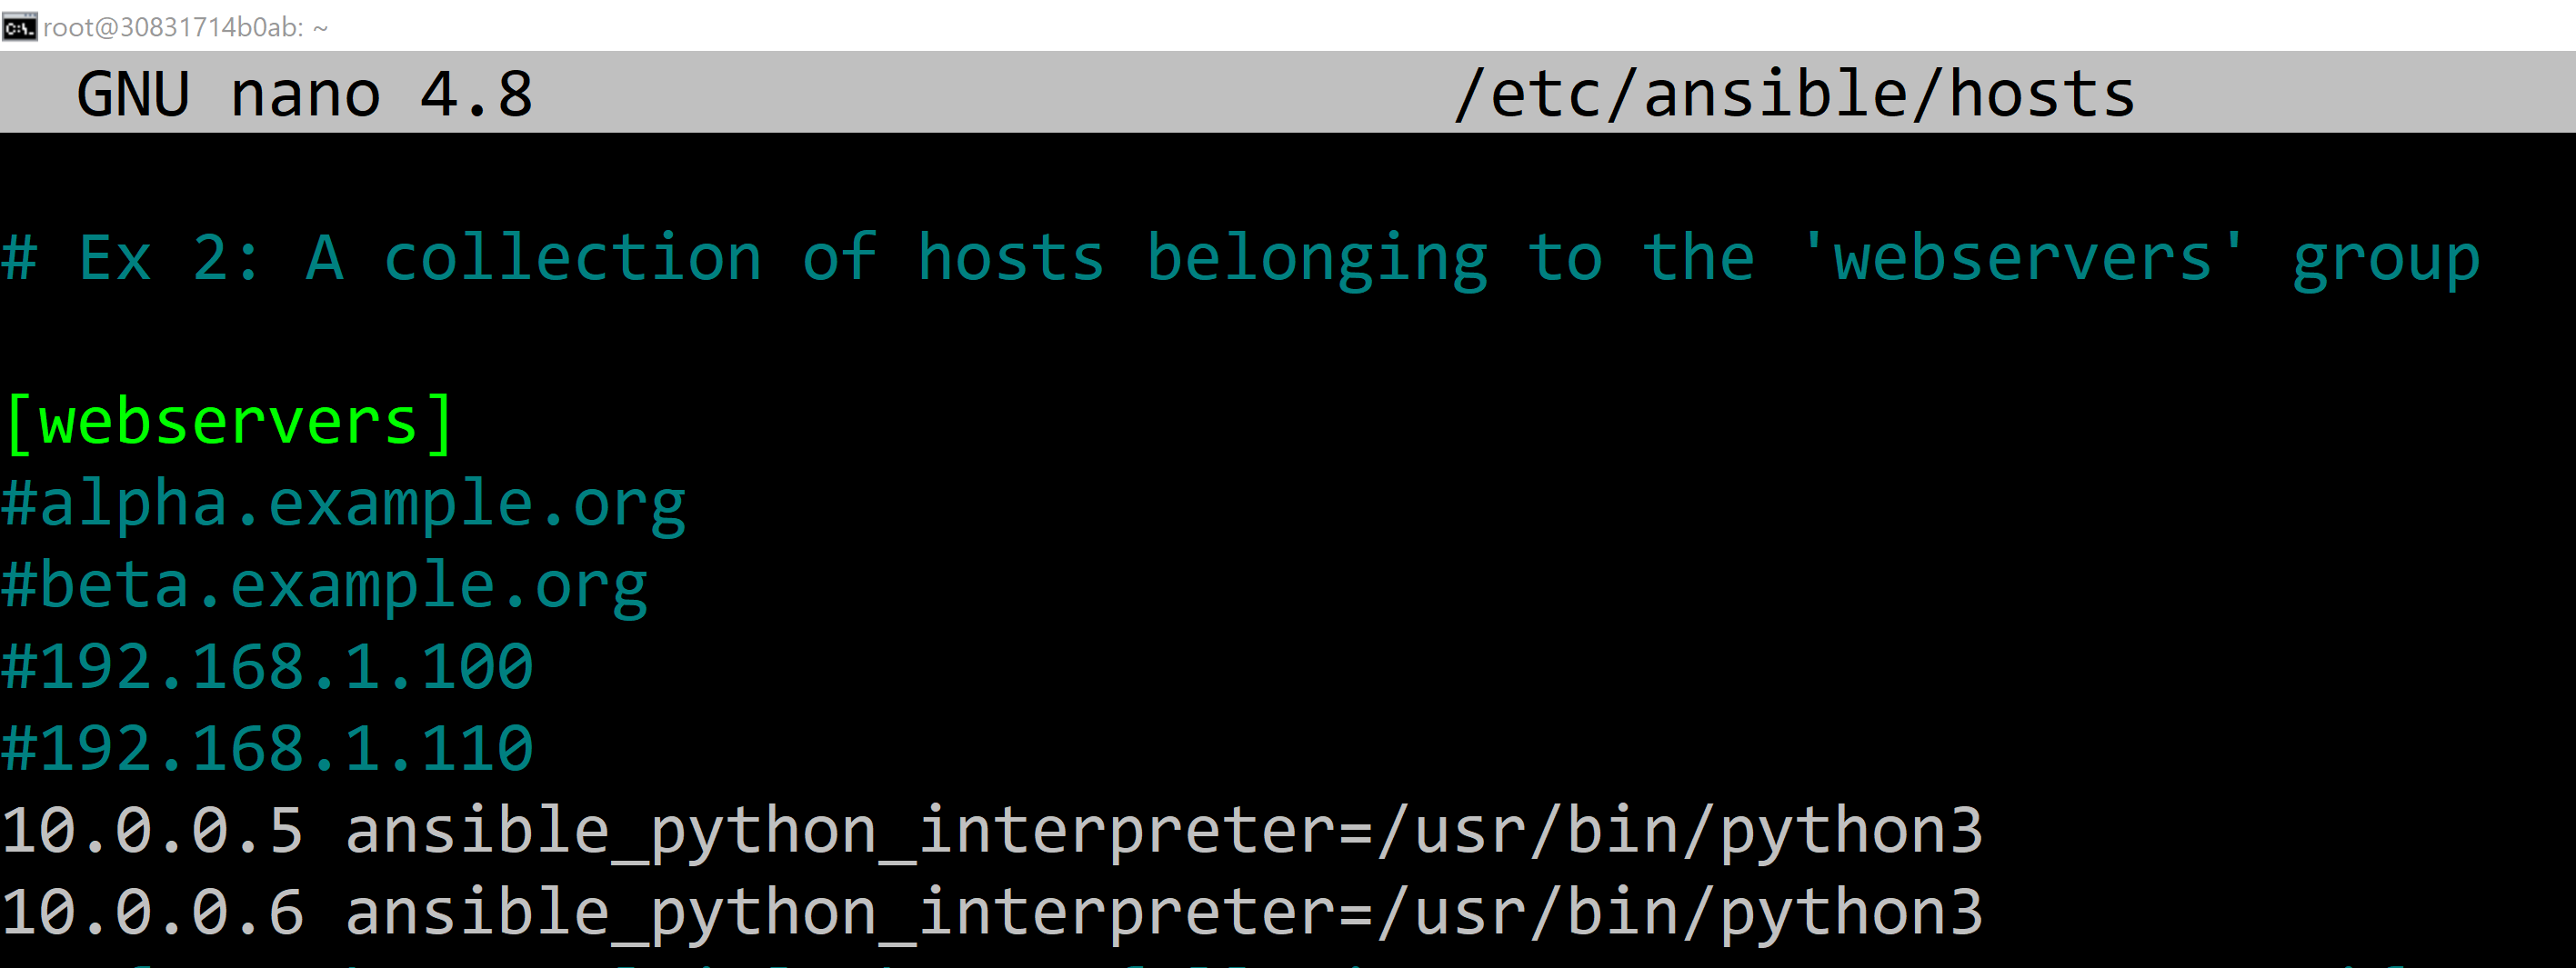 root@30831714b0ab: ~
GNU nano 4.8 /etc/ansible/hosts
# Ex 2: A collection of hosts belonging to the 'webservers' group
[webservers]
#alpha.example.org
#beta.example.org
#192.168.1.100
#192.168.1.110
10.0.0.5 ansible_python_interpreter=/usr/bin/python3
10.0.0.6 ansible_python_interpreter=/usr/bin/python3